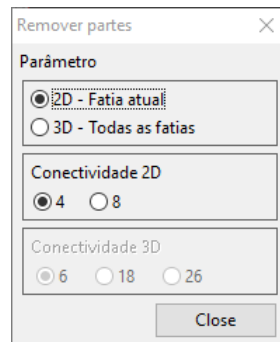 Remover partes
Parâmetro
2D - Fatia atual
3D - Todas as fatias
Conectividade 2D
4 8
Conectividade 3D
6 18 26
Close